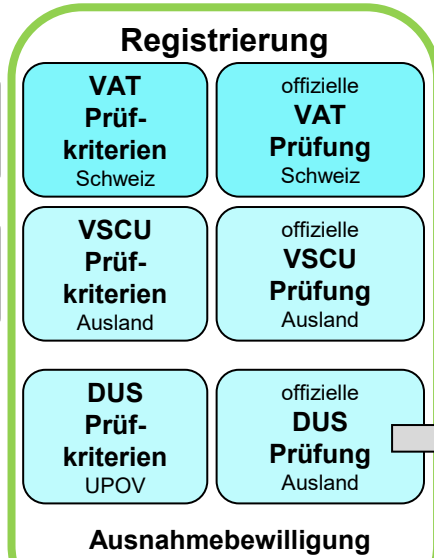 Registrierung
VAT
Prüf-
kriterien
Schweiz
offizielle
VAT
Prüfung
Schweiz
VSCU
Prüf-
kriterien
Ausland
offizielle
VSCU
Prüfung
Ausland
DUS
Prüf-
kriterien
UPOV
offizielle
DUS
Prüfung
Ausland
Ausnahmebewilligung